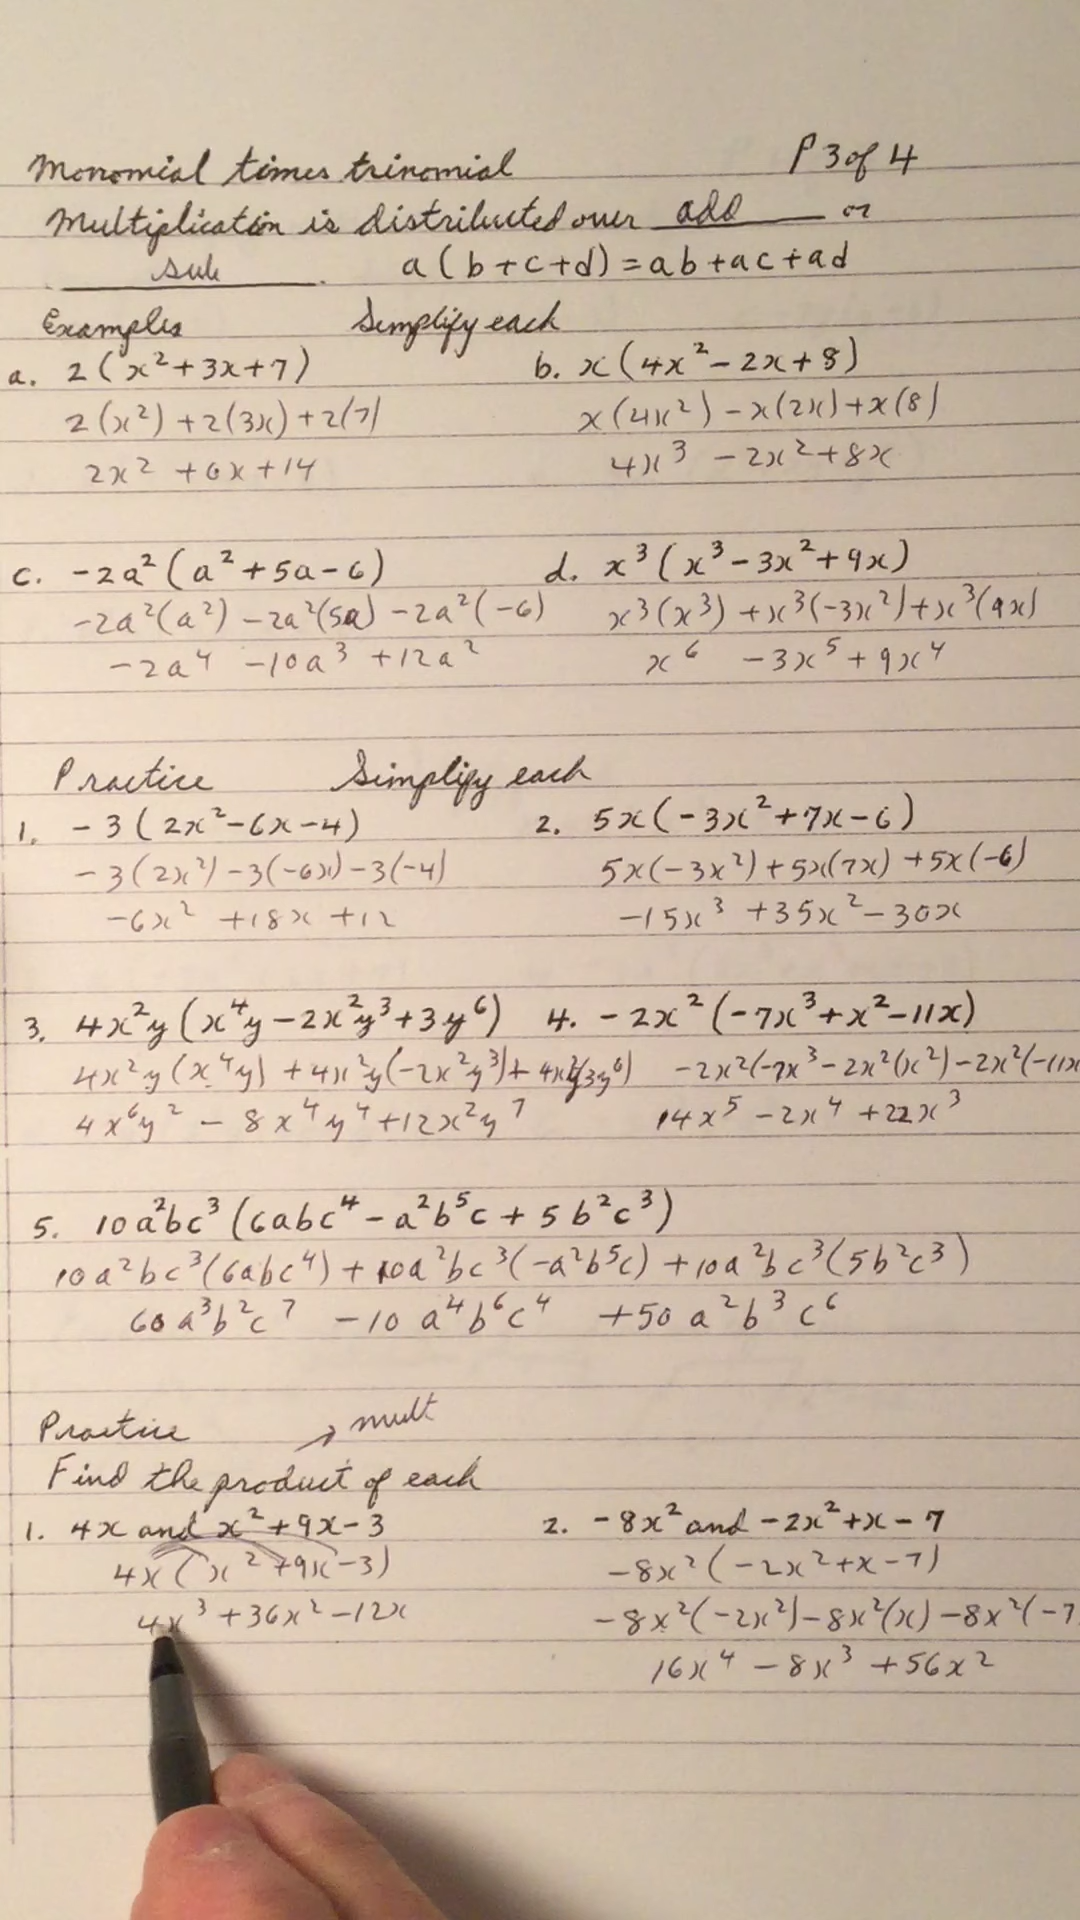 Monomial times trinomial P 3 of 4
Multiplication is distributed over add or
sub . a(b+c+d)=ab+ac+ad
Examples Simplify each
a. 2(x²+3x+7) b. x(4x²-2x+8)
2(x²)+2(3x)+2(7) x(4x²)-x(2x)+x(8)
2x²+6x+14 4x³-2x²+8x
c. -2a²(a²+5a-6) d. x³(x³-3x²+9x)
-2a²(a²)-2a²(5a)-2a²(-6) x³(x³)+x³(-3x²)+x³(9x)
-2a⁴-10a³+12a² x⁶-3x⁵+9x⁴
Practice Simplify each
1. -3(2x²-6x-4) 2. 5x(-3x²+7x-6)
-3(2x²)-3(-6x)-3(-4) 5x(-3x²)+5x(7x)+5x(-6)
-6x²+18x+12 -15x³+35x²-30x
3. 4x²y(x⁴y-2x²y³+3y⁶) 4. -2x²(-7x³+x²-11x)
4x²y(x⁴y)+4x²y(-2x²y³)+4x²y(3y⁶) -2x²(-7x³-2x²(x²)-2x²(-11x
4x⁶y²-8x⁴y⁴+12x²y⁷ 14x⁵-2x⁴+22x³
5. 10a²bc³(6abc⁴-a²b⁵c+5b²c³)
10a²bc³(6abc⁴)+10a²bc³(-a²b⁵c)+10a²bc³(5b²c³)
60a³b²c⁷-10a⁴b⁶c⁴+50a²b³c⁶
Practice → mult
Find the product of each
1. 4x and x²+9x-3 2. -8x² and -2x²+x-7
4x(x²+9x-3) -8x²(-2x²+x-7)
4x³+36x²-12x -8x²(-2x²)-8x²(x)-8x²(-7
16x⁴-8x³+56x²